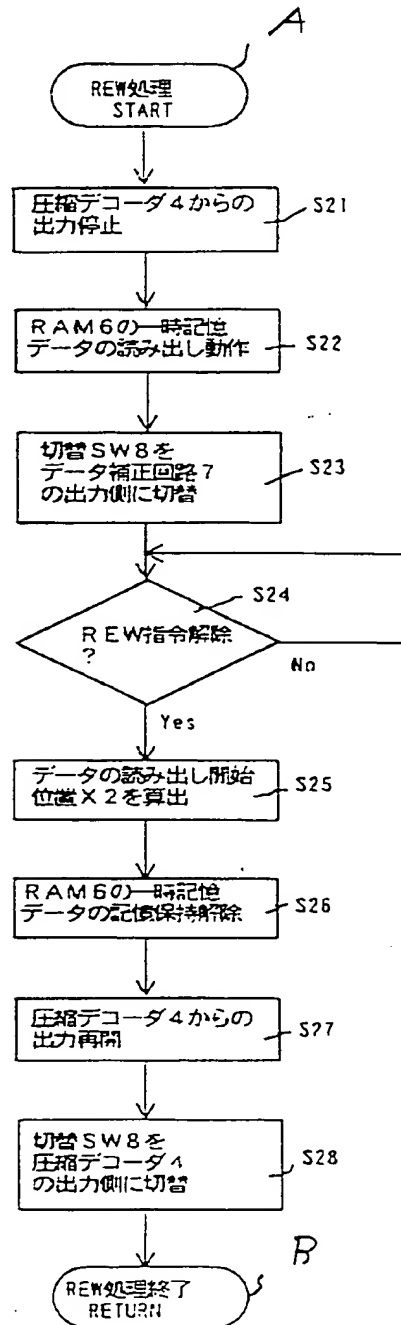 A
REW処理
START
圧縮デコーダ4からの
出力停止
S21
RAM6の一時記憶
データの読み出し動作
S22
切替SW8を
データ補正回路7
の出力側に切替
S23
S24
REW指令解除
?
No
Yes
データの読み出し開始
位置X2を算出
S25
RAM6の一時記憶
データの記憶保持解除
S26
圧縮デコーダ4からの
出力再開
S27
切替SW8を
圧縮デコーダ4
の出力側に切替
S28
B
REW処理終了
RETURN